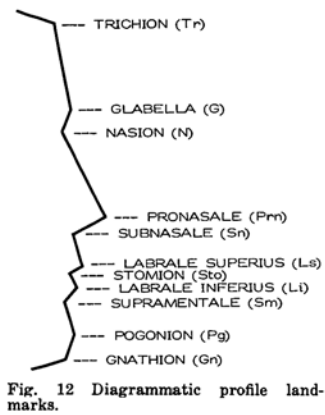 TRICHION (Tr)
GLABELLA (G)
NASION (N)
PRONASALE (Prn)
SUBNASALE (Sn)
LABRALE SUPERIUS (Ls)
STOMION (Sto)
LABRALE INFERIUS (Li)
SUPRAMENTALE (Sm)
POGONION (Pg)
GNATHION (Gn)
Fig. 12 Diagrammatic profile land-
marks.